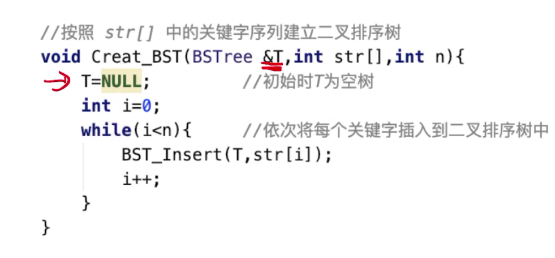 //按照 str[] 中的关键字序列建立二叉排序树
void Creat_BST(BSTree &T,int str[],int n){
T=NULL; //初始时T为空树
int i=0;
while(i<n){ //依次将每个关键字插入到二叉排序树中
BST_Insert(T,str[i]);
i++;
}
}